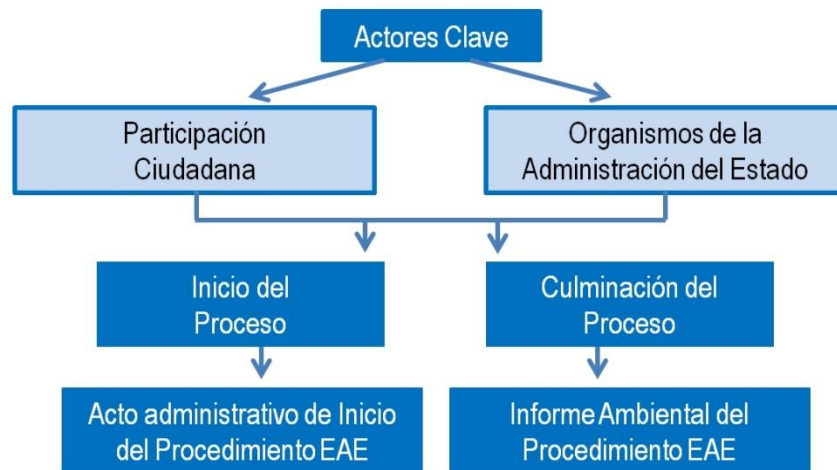 Actores Clave
Participación
Ciudadana
Organismos de la
Administración del Estado
Inicio del
Proceso
Culminación del
Proceso
Acto administrativo de Inicio
del Procedimiento EAE
Informe Ambiental del
Procedimiento EAE